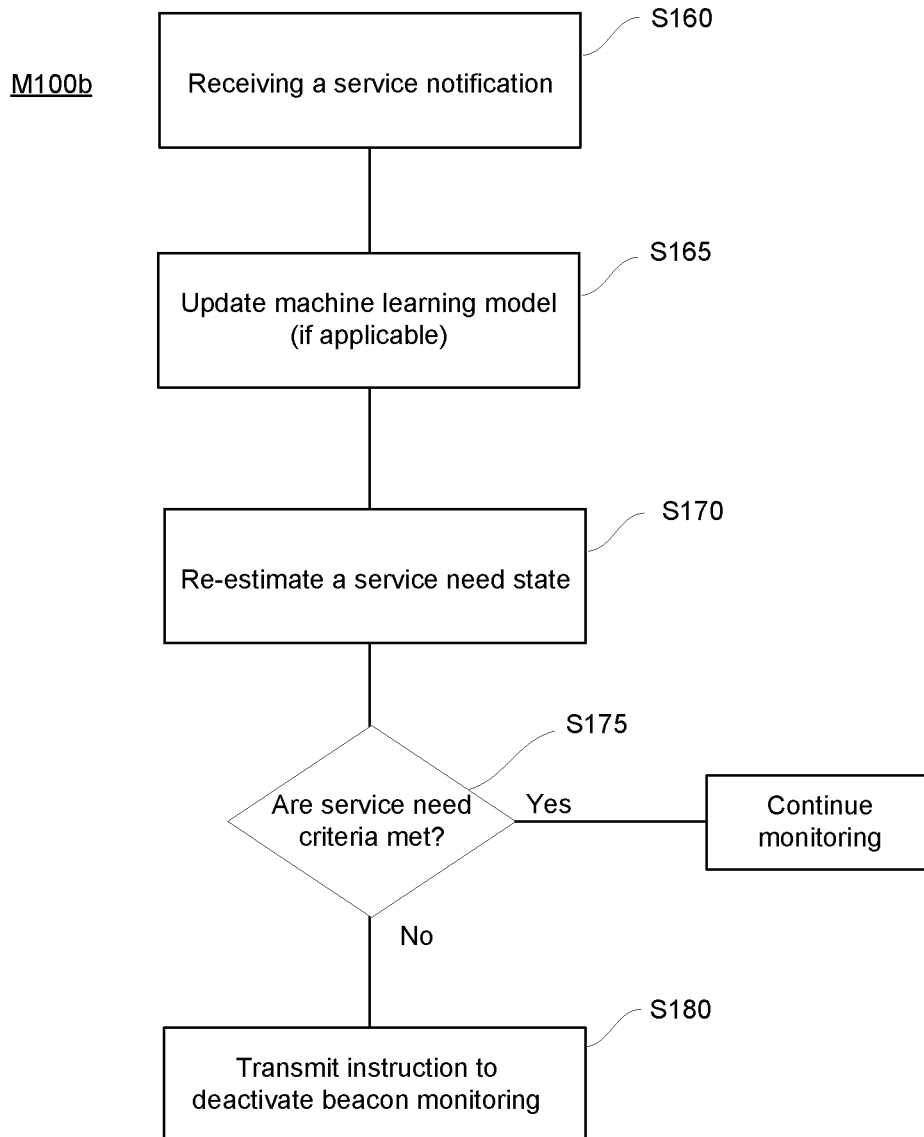 S160
M100b
Receiving a service notification
S165
Update machine learning model
(if applicable)
S170
Re-estimate a service need state
S175
Are service need
criteria met?
Yes
Continue
monitoring
No
S180
Transmit instruction to
deactivate beacon monitoring